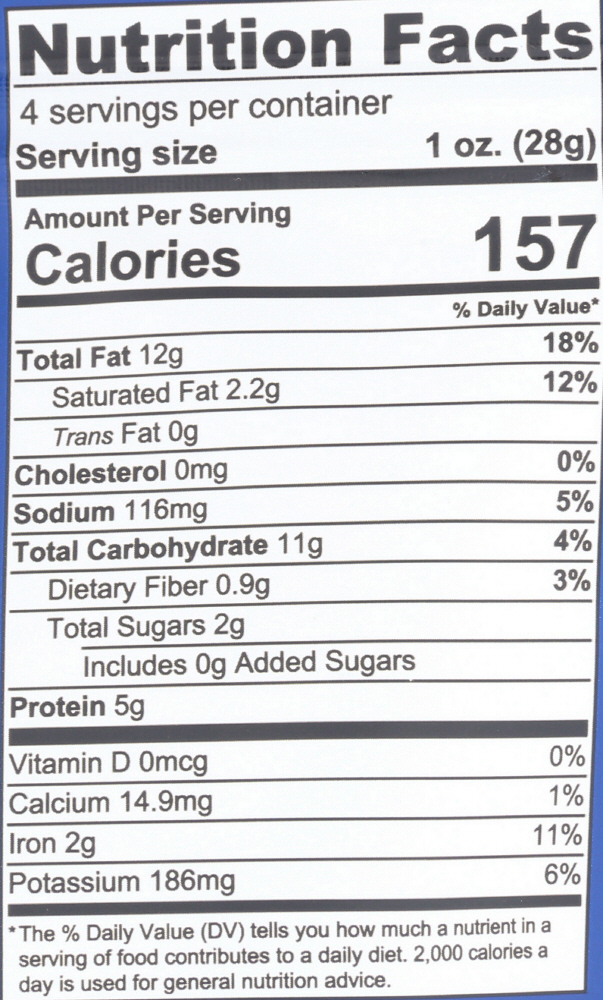 Nutrition Facts
4 servings per container
Serving size 1 oz. (28g)
Amount Per Serving
Calories 157
% Daily Value*
Total Fat 12g 18%
Saturated Fat 2.2g 12%
Trans Fat 0g
Cholesterol 0mg 0%
Sodium 116mg 5%
Total Carbohydrate 11g 4%
Dietary Fiber 0.9g 3%
Total Sugars 2g
Includes 0g Added Sugars
Protein 5g
Vitamin D 0mcg 0%
Calcium 14.9mg 1%
Iron 2g 11%
Potassium 186mg 6%
*The % Daily Value (DV) tells you how much a nutrient in a
serving of food contributes to a daily diet. 2,000 calories a
day is used for general nutrition advice.